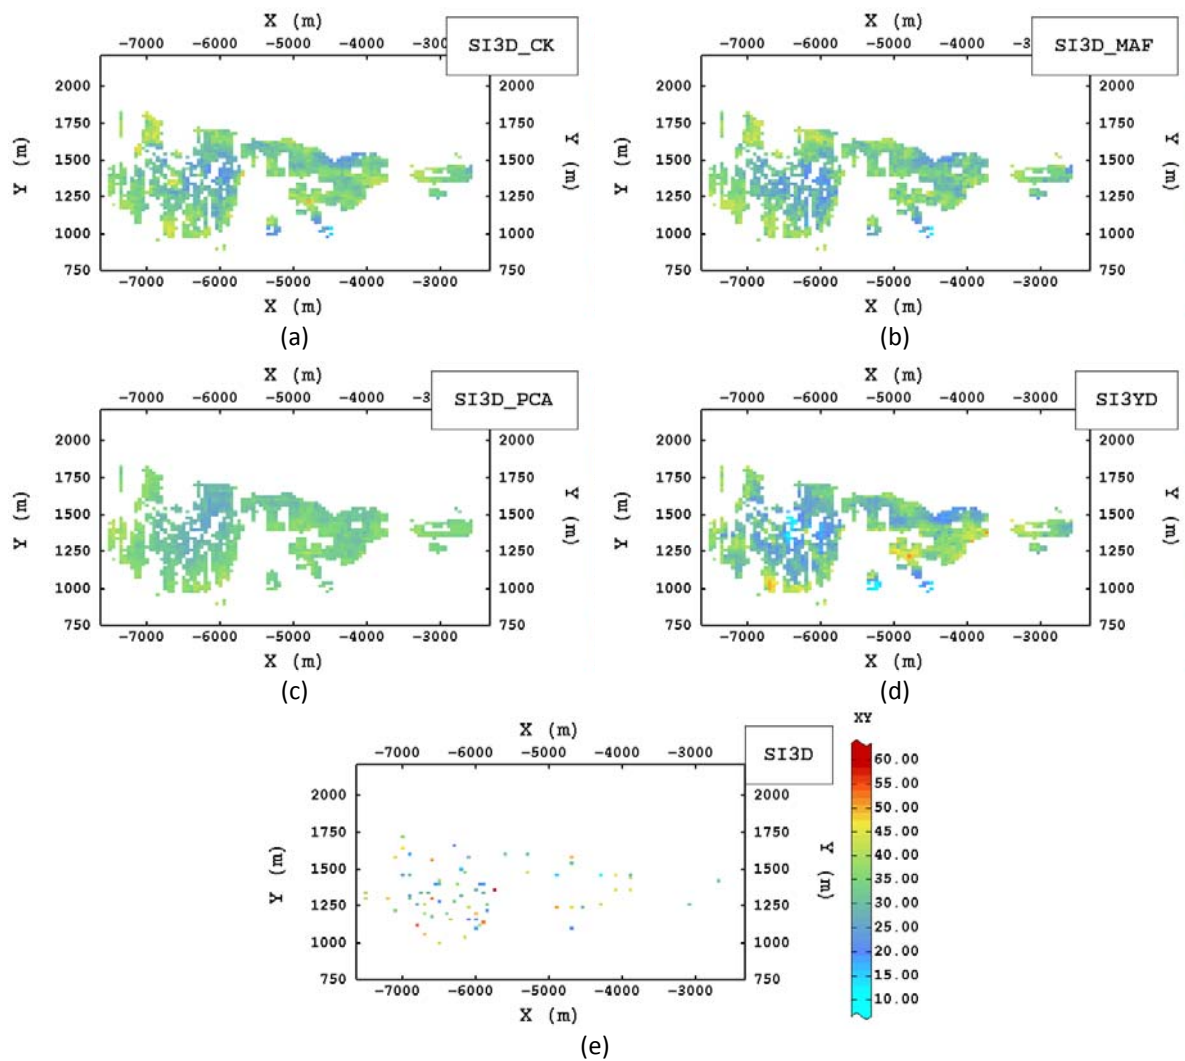 X (m) X (m)
-7000 -6000 -5000 -4000 -300 SI3D_CK -7000 -6000 -5000 -4000 -3 SI3D_MAF
2000 2000 2000 2000
1750 1750 1750 1750
Y (m) 1500 1500 Y (m) Y (m) 1500 1500 Y (m)
1250 1250 1250 1250
1000 1000 1000 1000
750 750 750 750
-7000 -6000 -5000 -4000 -3000 -7000 -6000 -5000 -4000 -3000
X (m) X (m)
(a) (b)
X (m) X (m)
-7000 -6000 -5000 -4000 -3 SI3D_PCA -7000 -6000 -5000 -4000 -3000 SI3YD
2000 2000 2000 2000
1750 1750 1750 1750
Y (m) 1500 1500 Y (m) Y (m) 1500 1500 Y (m)
1250 1250 1250 1250
1000 1000 1000 1000
750 750 750 750
-7000 -6000 -5000 -4000 -3000 -7000 -6000 -5000 -4000 -3000
X (m) X (m)
(c) (d)
X (m) XY
-7000 -6000 -5000 -4000 -3000 SI3D
60.00
55.00
2000 2000 50.00
1750 1750 45.00
40.00
Y (m) 1500 1500 Y (m) 35.00
30.00
1250 1250 25.00
1000 1000 20.00
15.00
750 750 10.00
-7000 -6000 -5000 -4000 -3000
X (m)
(e)